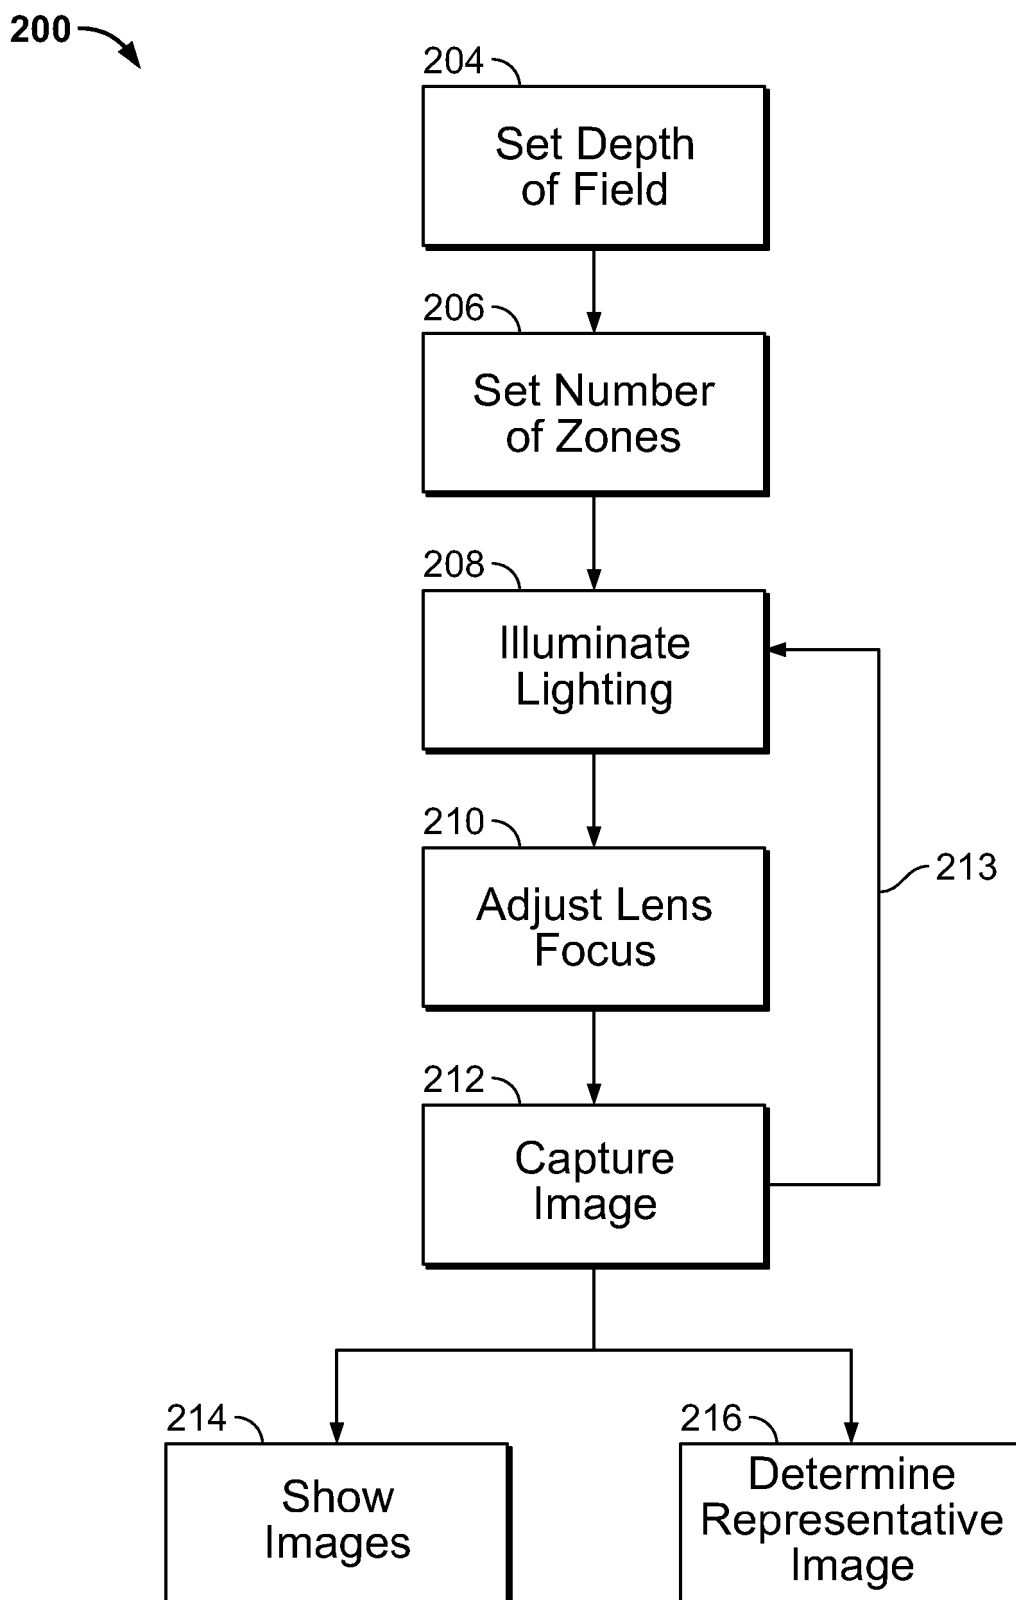 200
204
Set Depth
of Field
206
Set Number
of Zones
208
Illuminate
Lighting
210
Adjust Lens
Focus
213
212
Capture
Image
214
Show
Images
216
Determine
Representative
Image